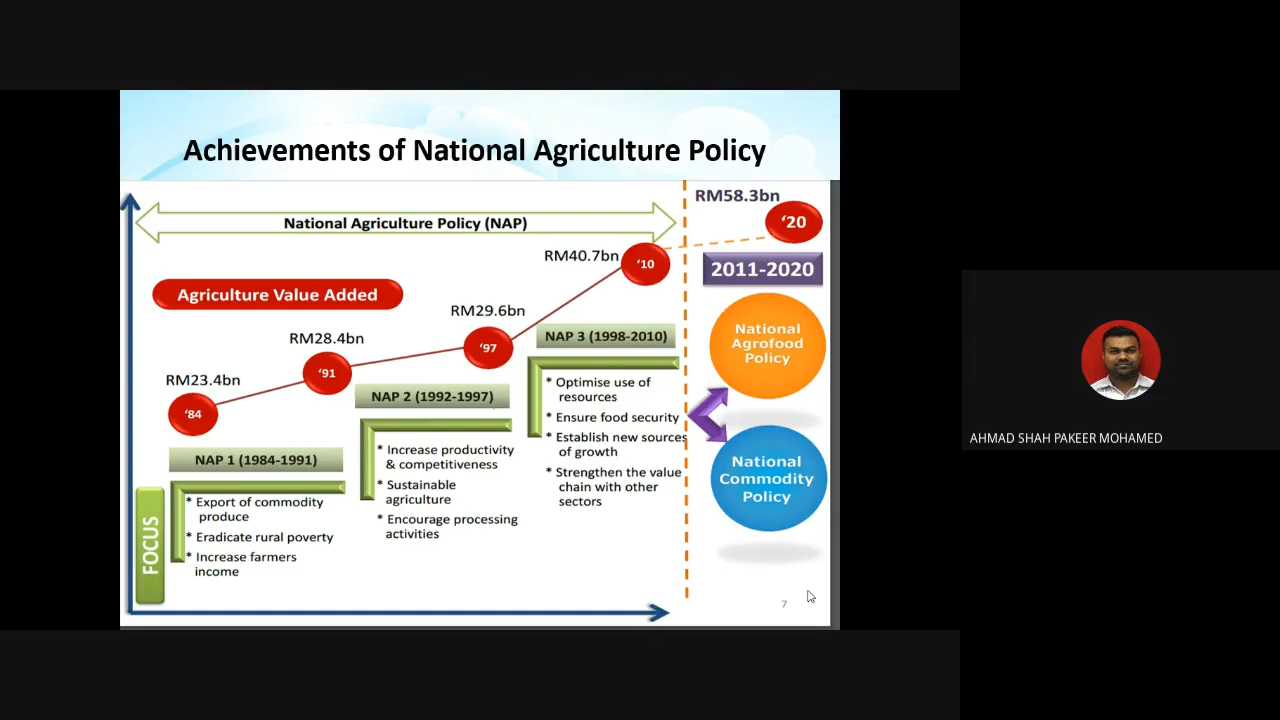 Achievements of National Agriculture Policy
RM58.3bn
'20
National Agriculture Policy (NAP)
RM40.7bn
'10
2011-2020
Agriculture Value Added
RM29.6bn
'97
RM28.4bn
'91
RM23.4bn
'84
NAP 3 (1998-2010)
* Optimise use of
resources
* Ensure food security
* Establish new sources
of growth
* Strengthen the value
chain with other
sectors
NAP 2 (1992-1997)
* Increase productivity
& competitiveness
* Sustainable
agriculture
* Encourage processing
activities
NAP 1 (1984-1991)
* Export of commodity
produce
* Eradicate rural poverty
* Increase farmers
income
FOCUS
National
Agrofood
Policy
National
Commodity
Policy
7
AHMAD SHAH PAKEER MOHAMED